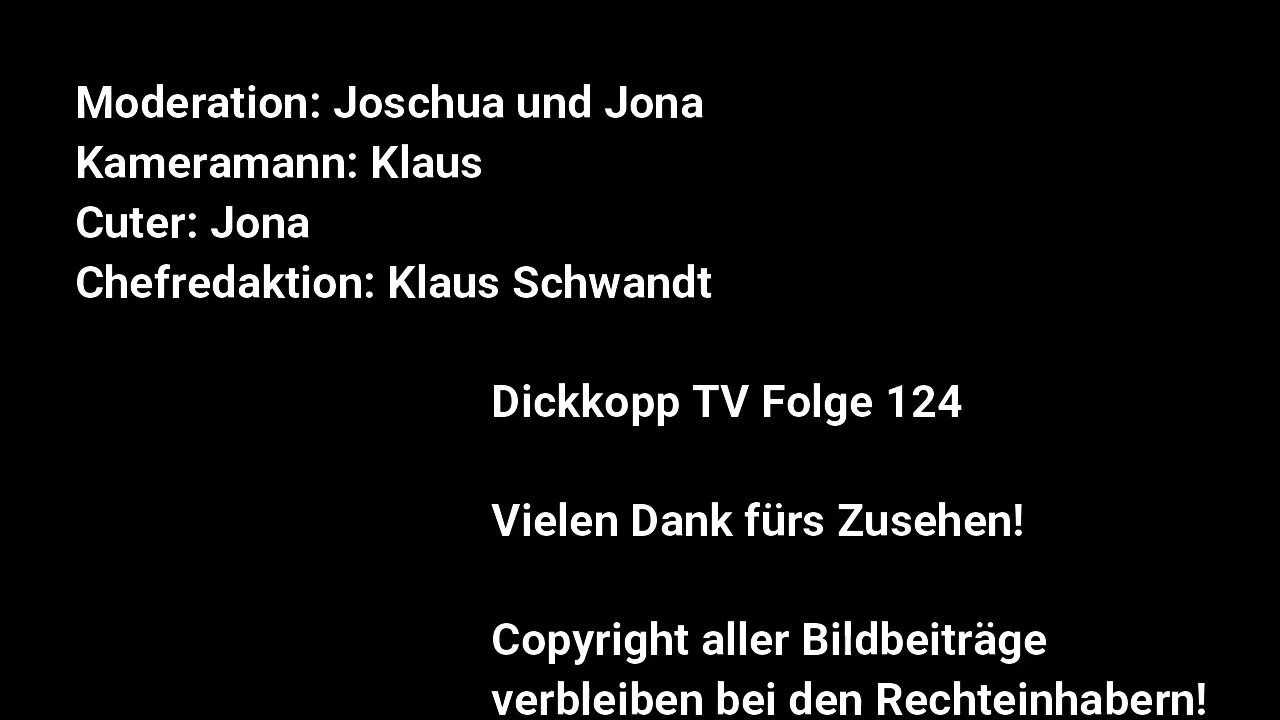 Moderation: Joschua und Jona
Kameramann: Klaus
Cuter: Jona
Chefredaktion: Klaus Schwandt
Dickkopp TV Folge 124
Vielen Dank fürs Zusehen!
Copyright aller Bildbeiträge
verbleiben bei den Rechteinhabern!